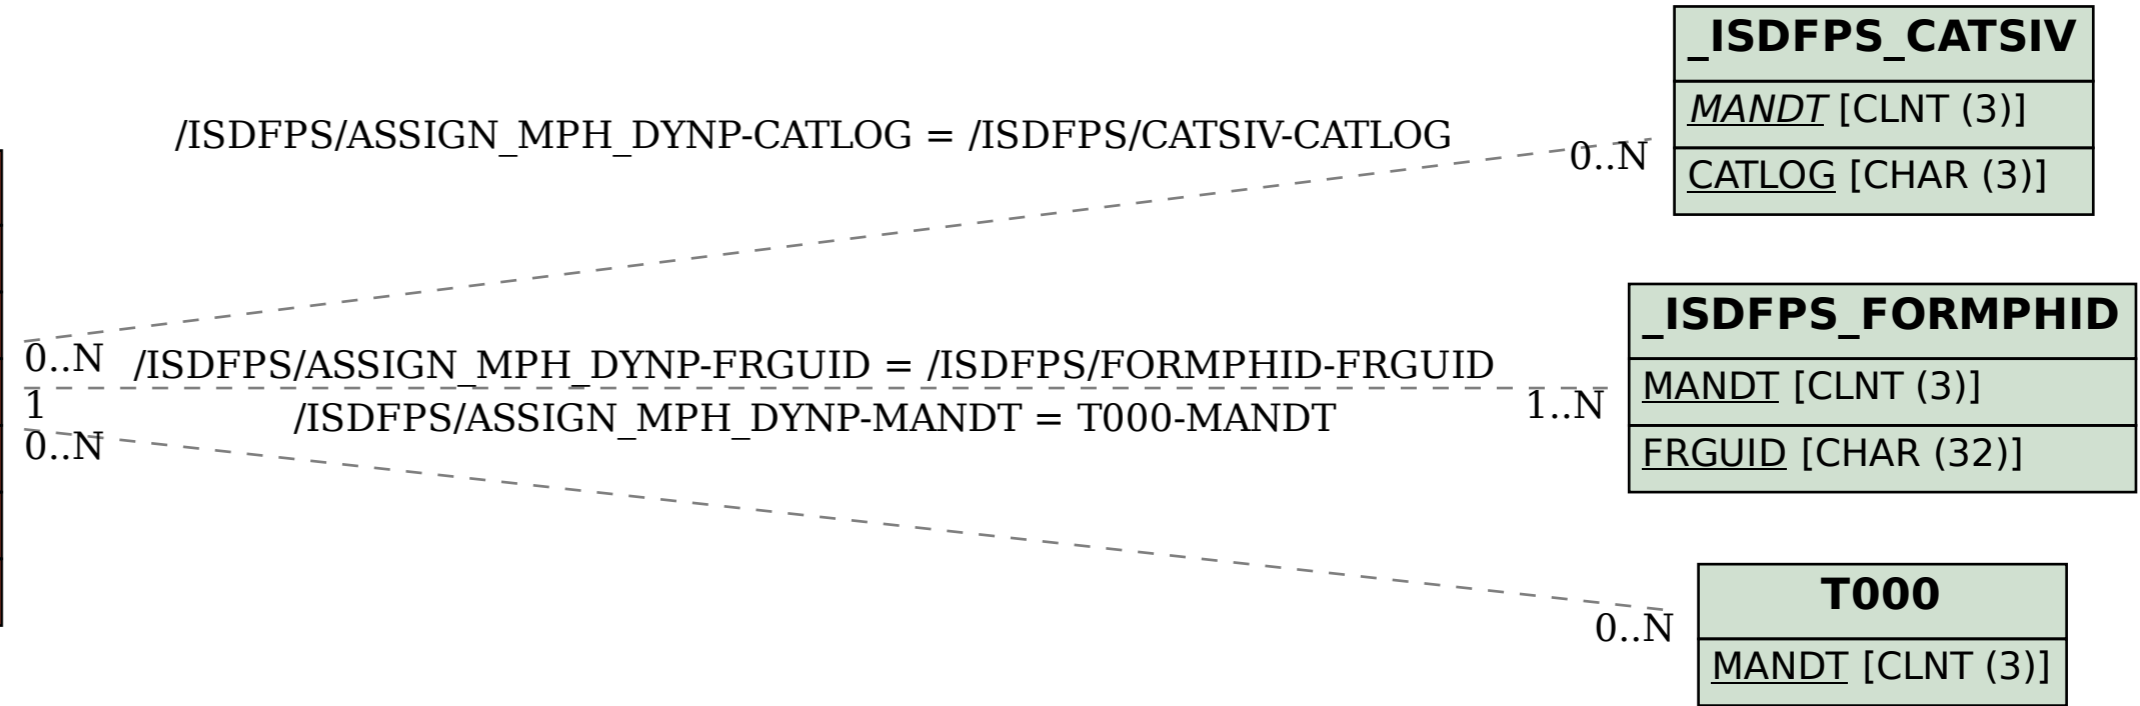 _ISDFPS_CATSIV
MANDT [CLNT (3)]
/ISDFPS/ASSIGN_MPH_DYNP-CATLOG = /ISDFPS/CATSIV-CATLOG
0..N
CATLOG [CHAR (3)]
_ISDFPS_FORMPHID
0..N
/ISDFPS/ASSIGN_MPH_DYNP-FRGUID = /ISDFPS/FORMPHID-FRGUID
MANDT [CLNT (3)]
1
1..N
/ISDFPS/ASSIGN_MPH_DYNP-MANDT = T000-MANDT
0..N
FRGUID [CHAR (32)]
T000
0..N
MANDT [CLNT (3)]